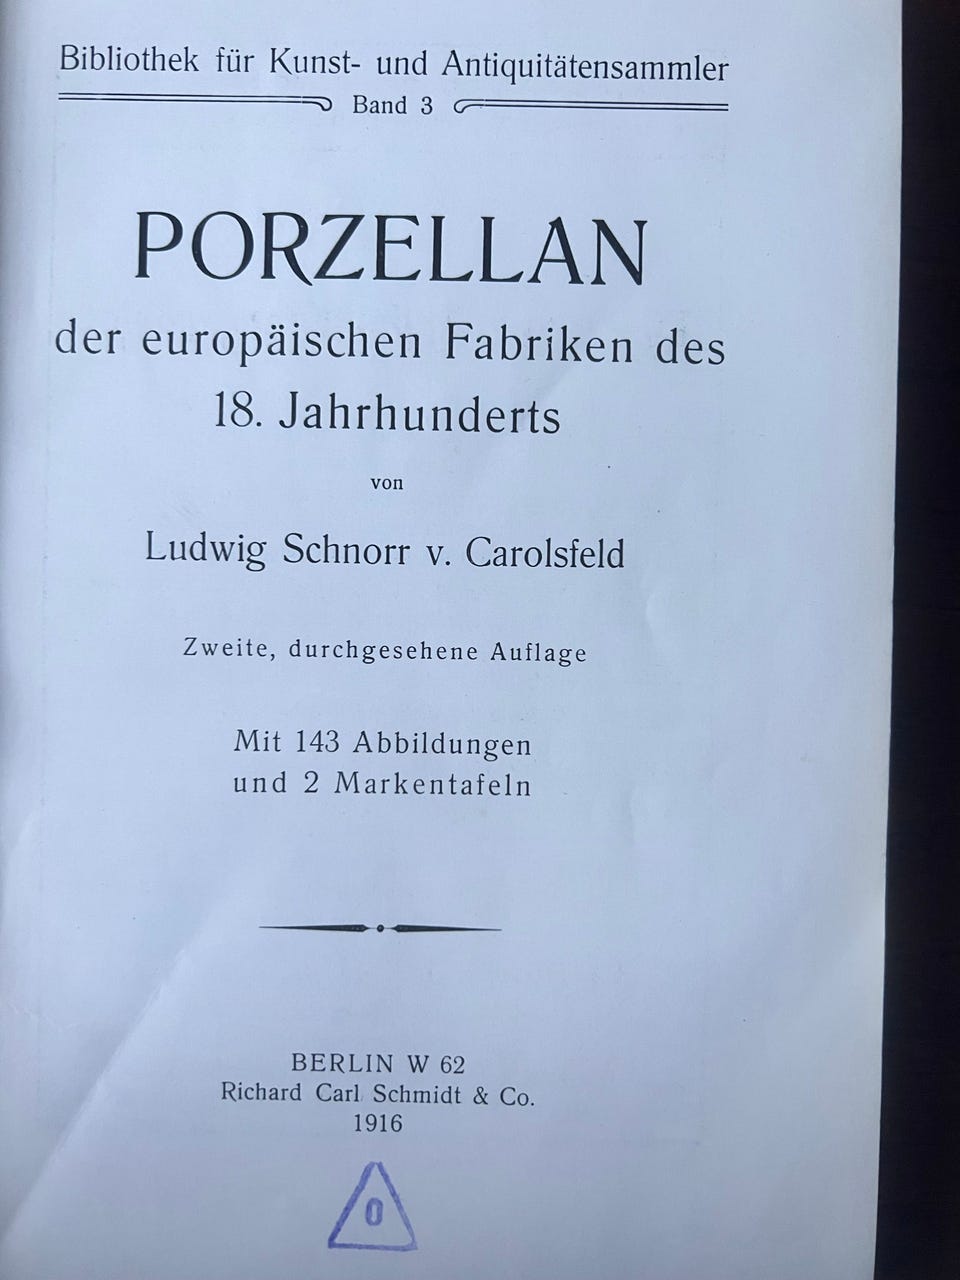 Bibliothek für Kunst- und Antiquitätensammler
Band 3
PORZELLAN
der europäischen Fabriken des
18. Jahrhunderts
von
Ludwig Schnorr v. Carolsfeld
Zweite, durchgesehene Auflage
Mit 143 Abbildungen
und 2 Markentafeln
BERLIN W 62
Richard Carl Schmidt & Co.
1916
0